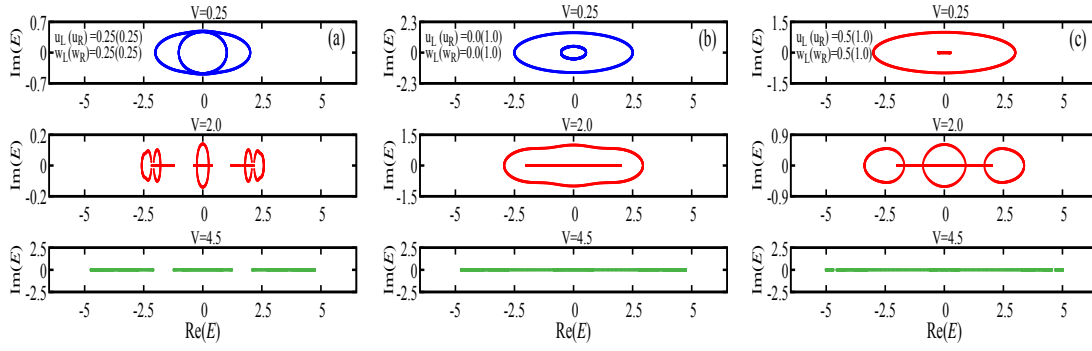 V=0.25
0.7
0
-0.7
Im(E)
u_L(u_R)=0.25(0.25)
w_L(w_R)=0.25(0.25)
(a)
-5 -2.5 0 2.5 5
V=2.0
0.2
0
-0.2
Im(E)
-5 -2.5 0 2.5 5
V=4.5
2.5
0
-2.5
Im(E)
-5 -2.5 0 2.5 5
Re(E)
V=0.25
2.3
0
-2.3
Im(E)
u_L(u_R)=0.0(1.0)
w_L(w_R)=0.0(1.0)
(b)
-5 -2.5 0 2.5 5
V=2.0
1.5
0
-1.5
Im(E)
-5 -2.5 0 2.5 5
V=4.5
2.5
0
-2.5
Im(E)
-5 -2.5 0 2.5 5
Re(E)
V=0.25
1.5
0
-1.5
Im(E)
u_L(u_R)=0.5(1.0)
w_L(w_R)=0.5(1.0)
(c)
-5 -2.5 0 2.5 5
V=2.0
0.9
0
-0.9
Im(E)
-5 -2.5 0 2.5 5
V=4.5
2.5
0
-2.5
Im(E)
-5 -2.5 0 2.5 5
Re(E)